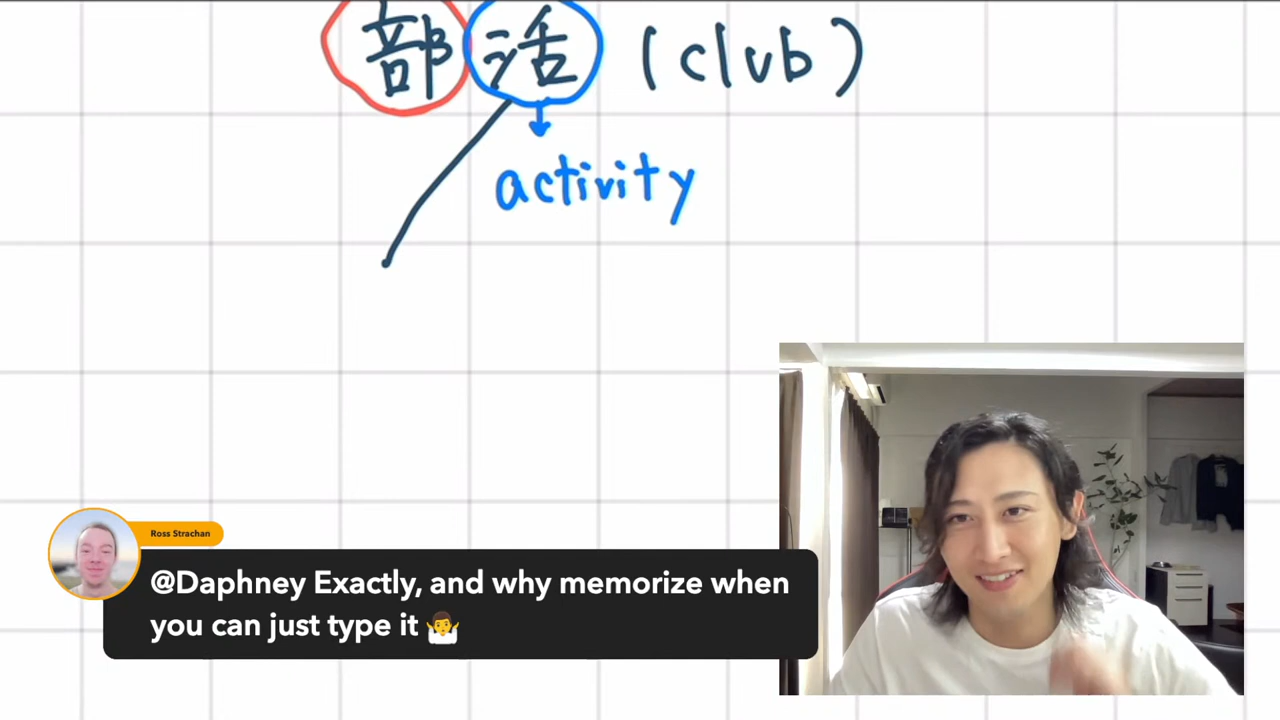 部活 (club)
activity
Ross Strachan
@Daphney Exactly, and why memorize when
you can just type it 🤷‍♂️